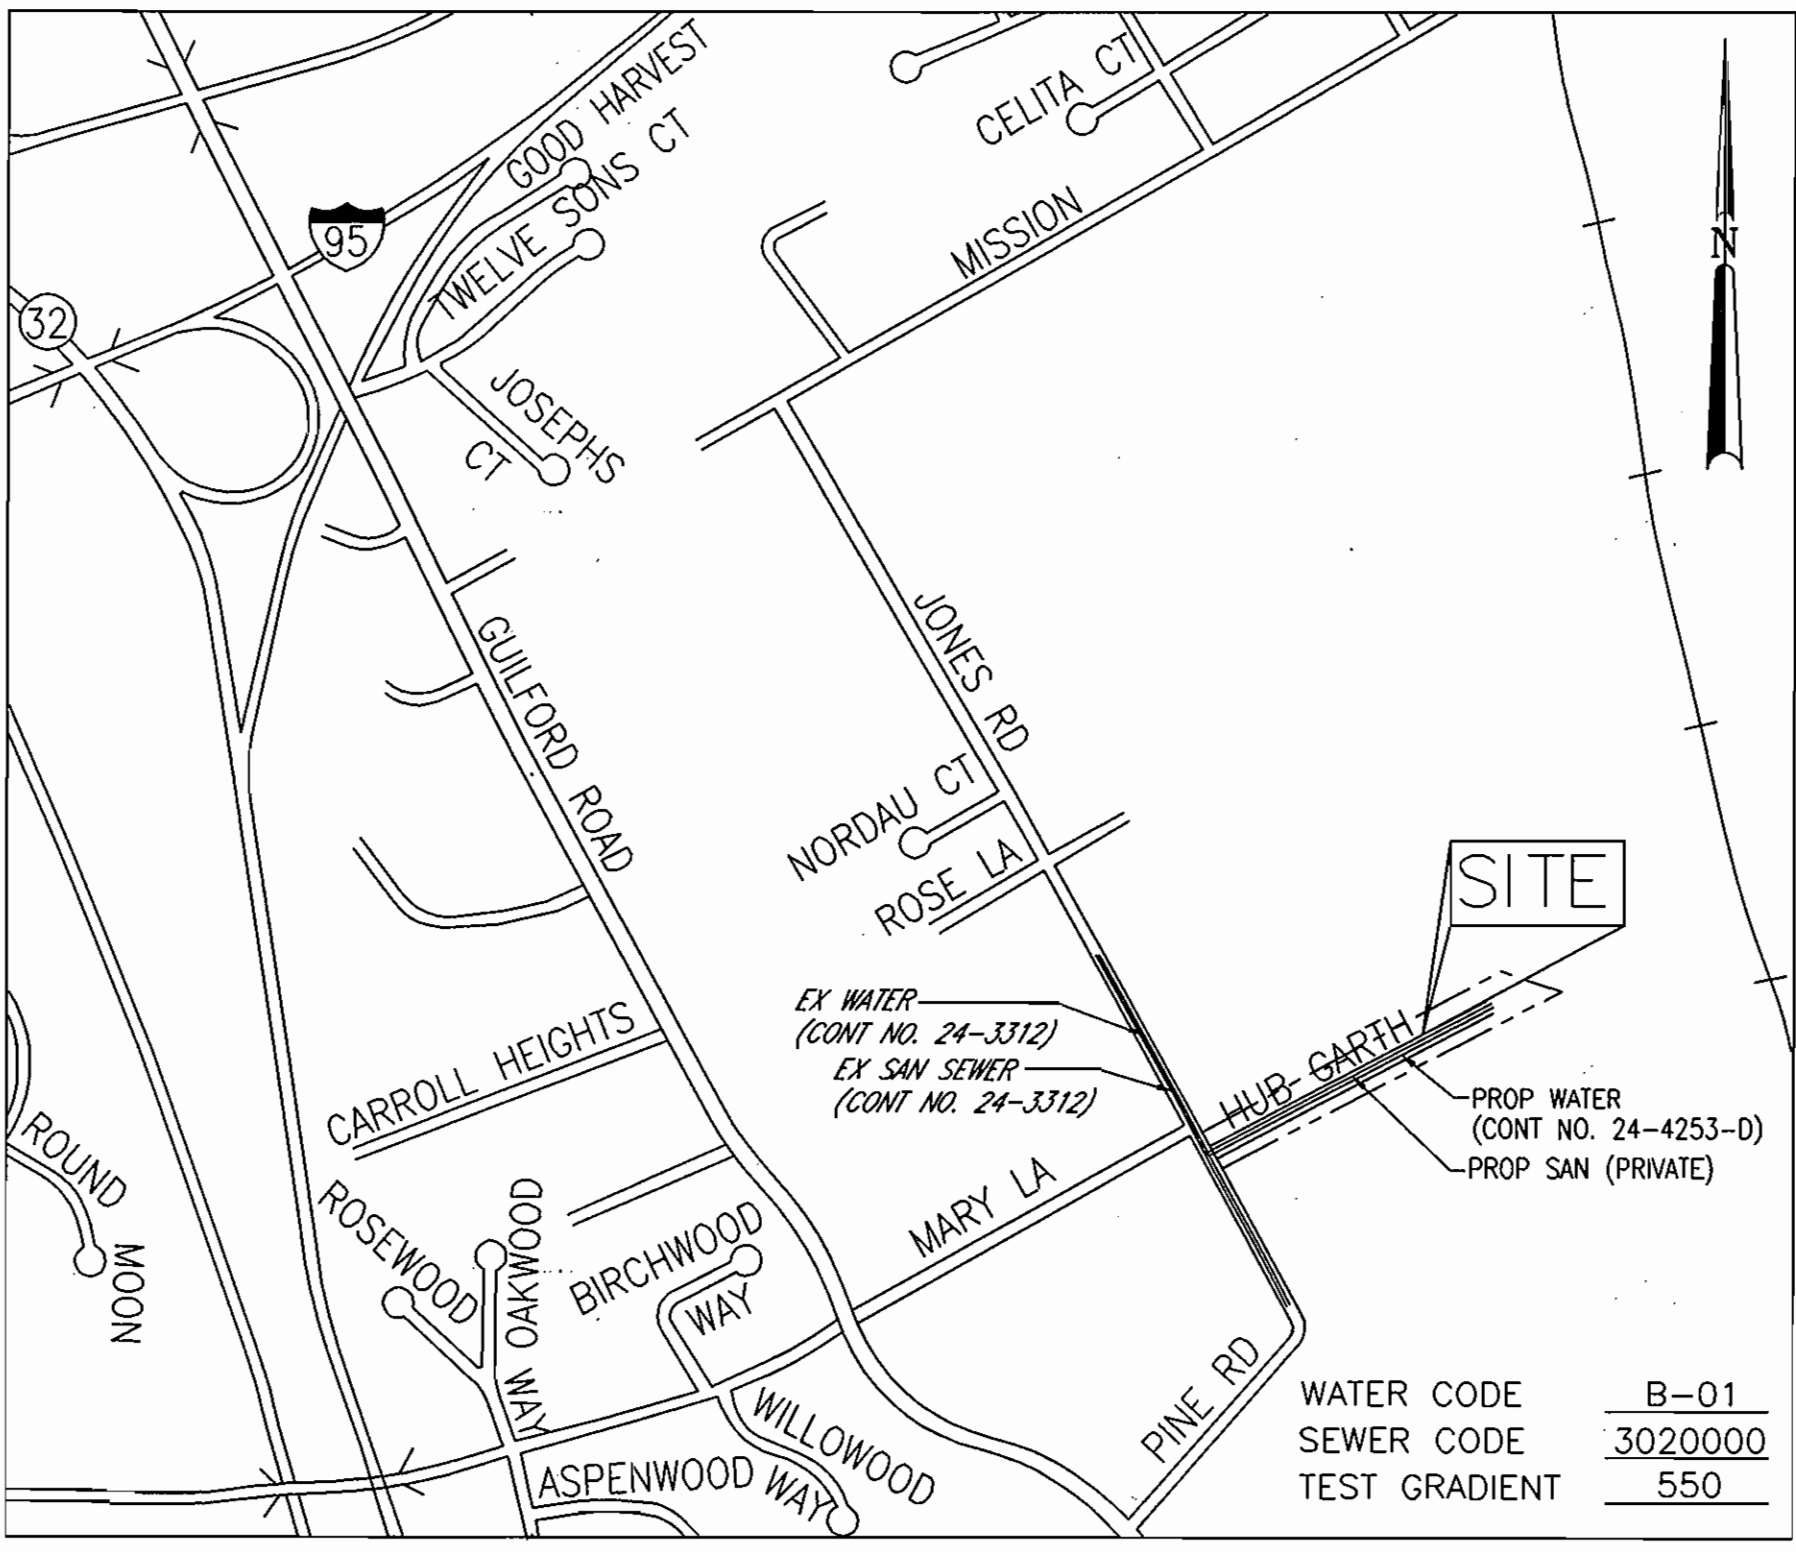 GOOD HARVEST
TWELVE SONS CT
CELITA CT
MISSION
95
32
N
JOSEPHS
CT
GUILFORD ROAD
JONES RD
NORDAU CT
ROSE LA
SITE
EX WATER
(CONT NO. 24-3312)
EX SAN SEWER
(CONT NO. 24-3312)
HUB GARTH
PROP WATER
(CONT NO. 24-4253-D)
PROP SAN (PRIVATE)
CARROLL HEIGHTS
MARY LA
ROUND
MOON
ROSEWOOD
WAY OAKWOOD
WAY
BIRCHWOOD
WAY
WILLOWOOD
WAY
ASPENWOOD
PINE RD
WATER CODE B-01
SEWER CODE 3020000
TEST GRADIENT 550